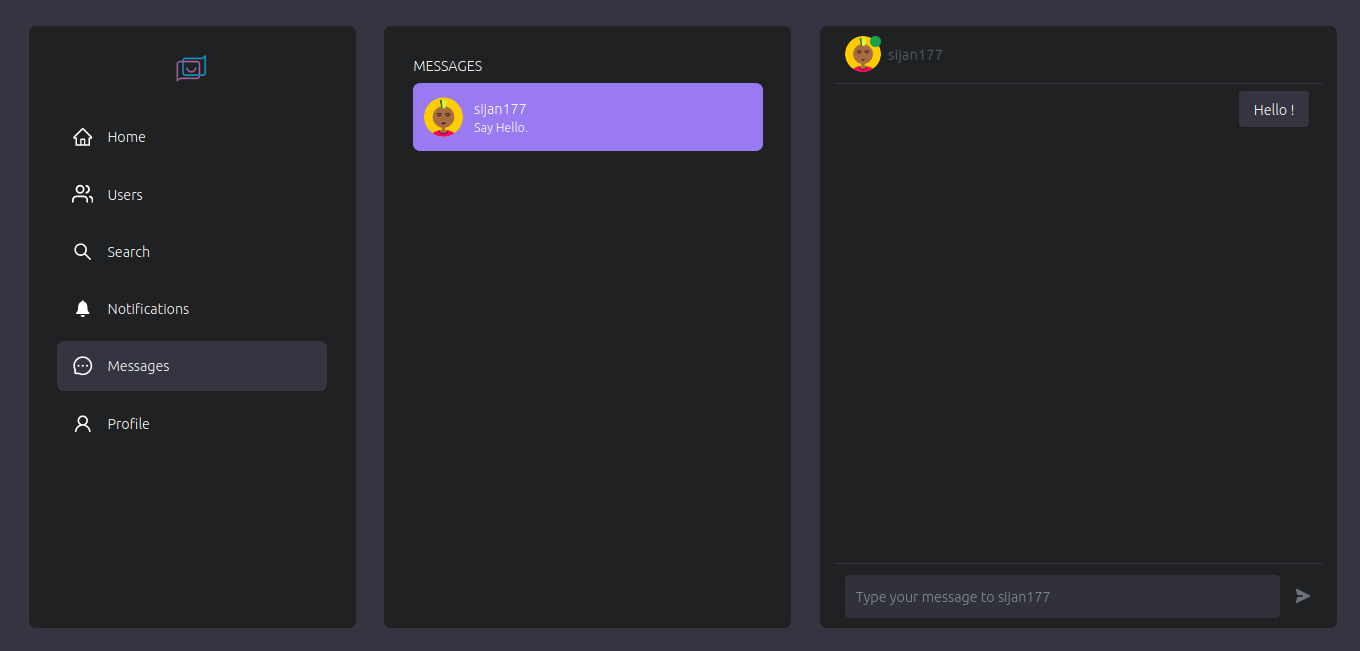 Home
Users
Search
Notifications
Messages
Profile
MESSAGES
sijan177
Say Hello.
sijan177
Hello !
Type your message to sijan177